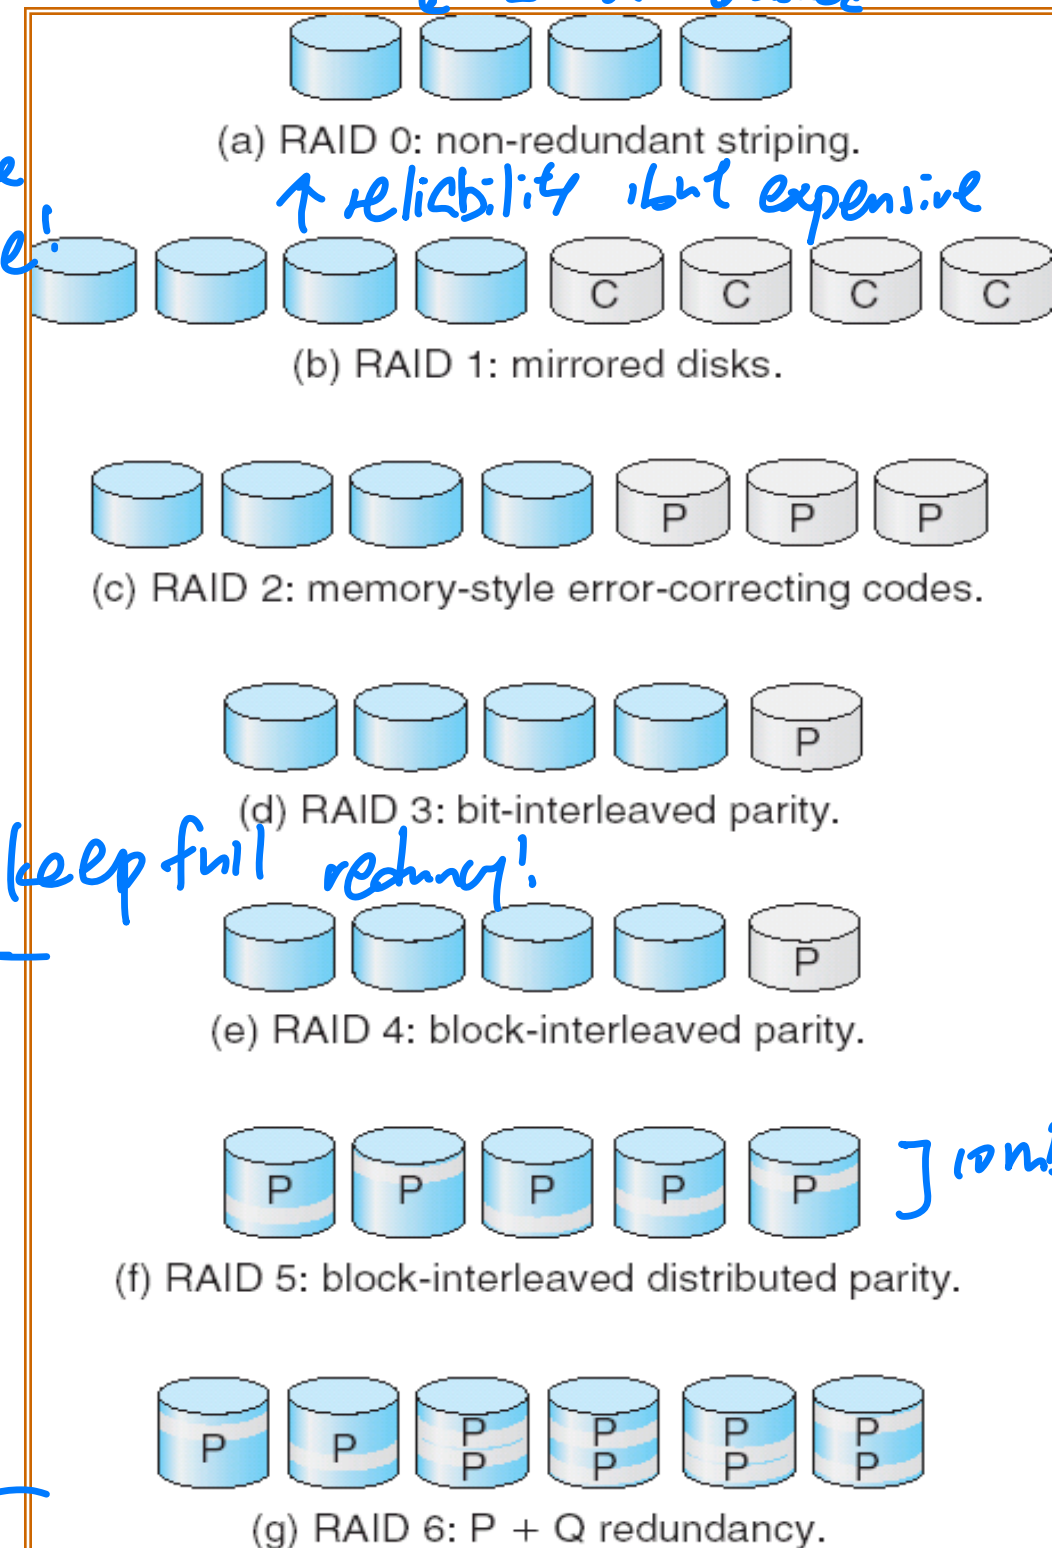 (a) RAID 0: non-redundant striping.
↑ reliability but expensive
e!
C C C C
(b) RAID 1: mirrored disks.
P P P
(c) RAID 2: memory-style error-correcting codes.
P
(d) RAID 3: bit-interleaved parity.
keep full
P
(e) RAID 4: block-interleaved parity.
P P P P P
(f) RAID 5: block-interleaved distributed parity.
P P P P P P
P P P P
(g) RAID 6: P + Q redundancy.